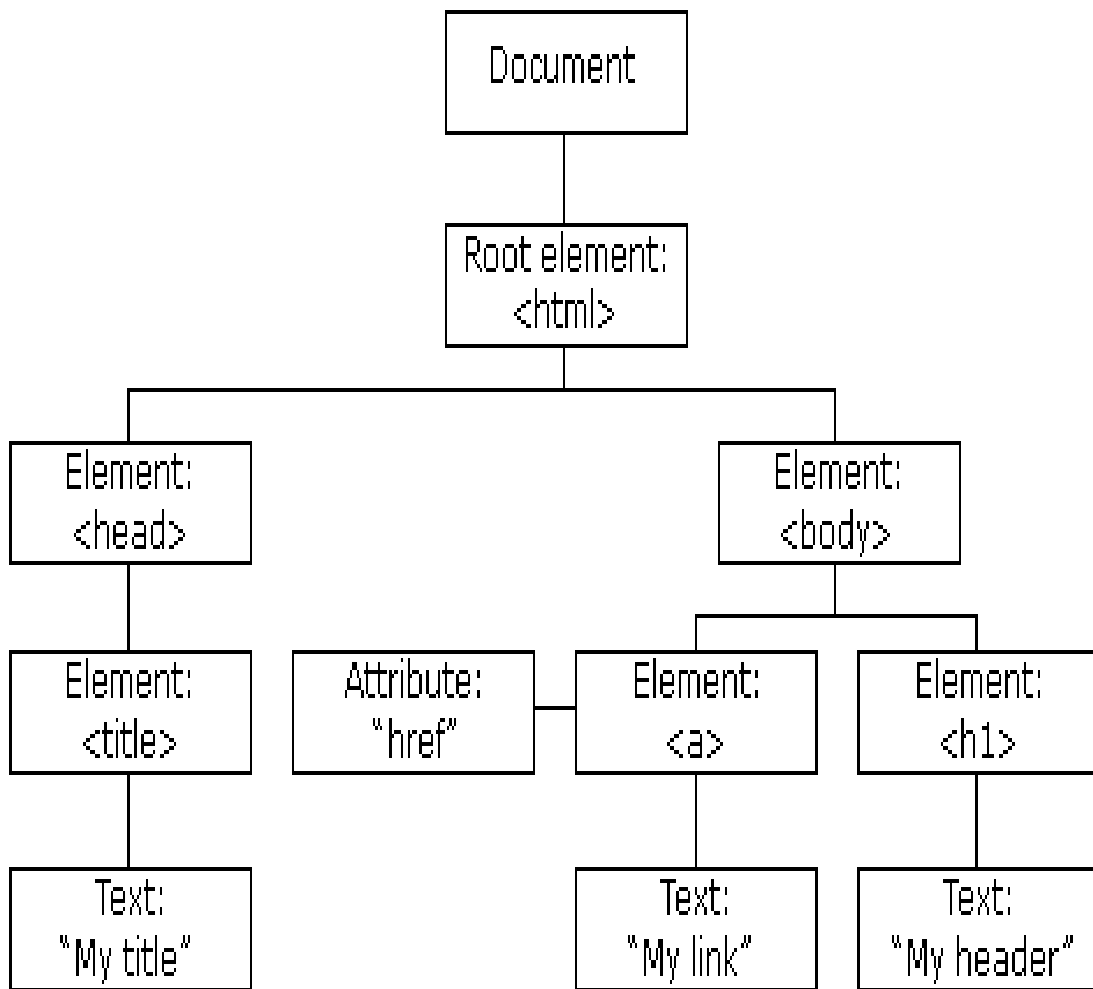 Document
Root element:
<html>
Element:
<head>
Element:
<body>
Element:
<title>
Attribute:
“href”
Element:
<a>
Element:
<h1>
Text:
“My title”
Text:
“My link”
Text:
“My header”